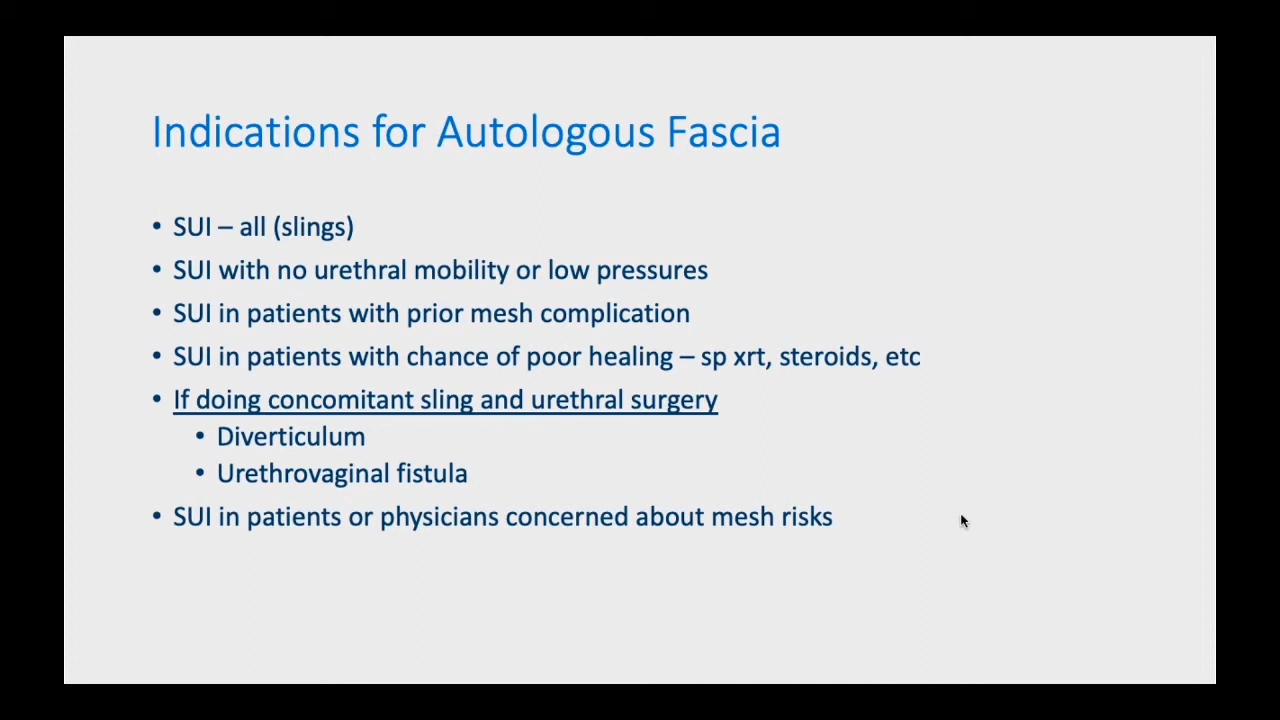 Indications for Autologous Fascia
• SUI – all (slings)
• SUI with no urethral mobility or low pressures
• SUI in patients with prior mesh complication
• SUI in patients with chance of poor healing – sp xrt, steroids, etc
• If doing concomitant sling and urethral surgery
• Diverticulum
• Urethrovaginal fistula
• SUI in patients or physicians concerned about mesh risks